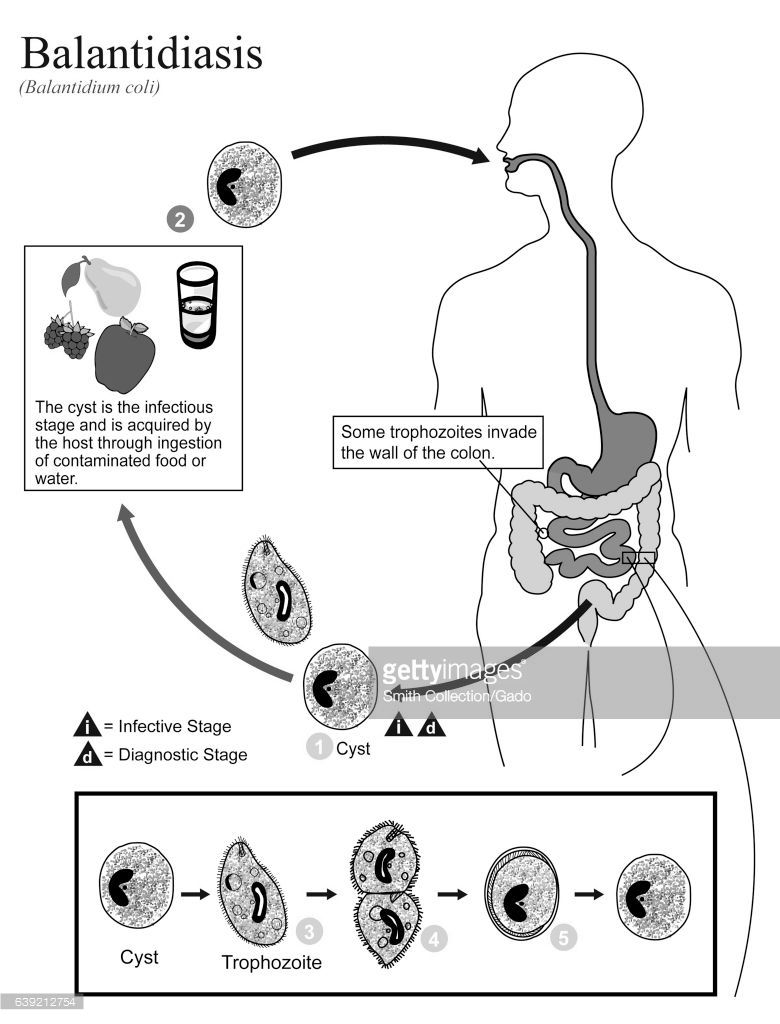 Balantidiasis
(Balantidium coli)
2
The cyst is the infectious
stage and is acquired by
the host through ingestion
of contaminated food or
water.
Some trophozoites invade
the wall of the colon.
gettyimages®
Smith Collection/Gado
i = Infective Stage
d = Diagnostic Stage
1 Cyst
i d
3
4
5
Cyst
Trophozoite
639212754